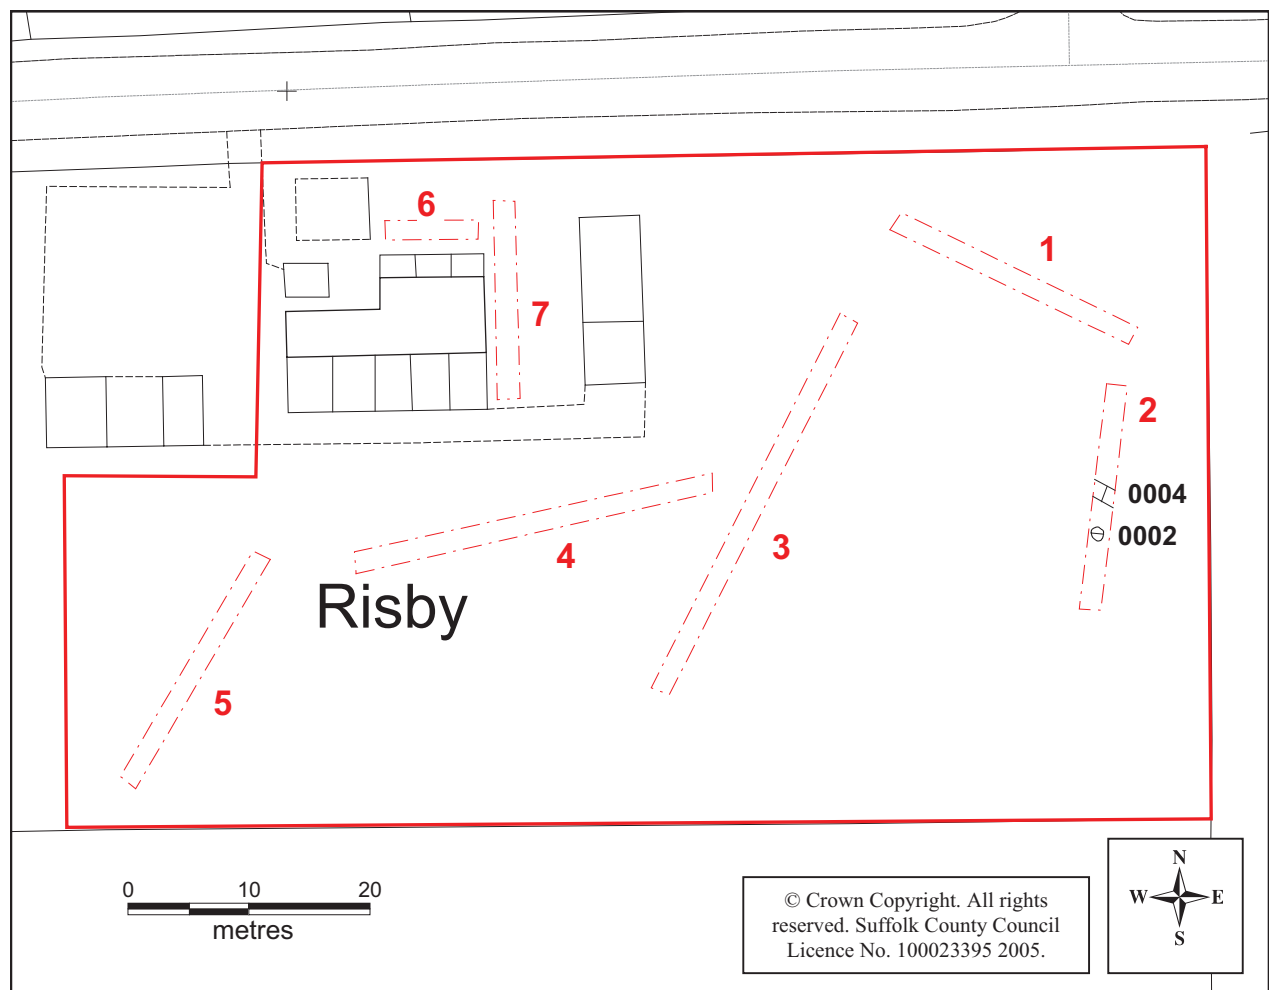 6
1
7
2
0004
0002
3
4
Risby
5
0 10 20
metres
© Crown Copyright. All rights
reserved. Suffolk County Council
Licence No. 100023395 2005.
N
W E
S